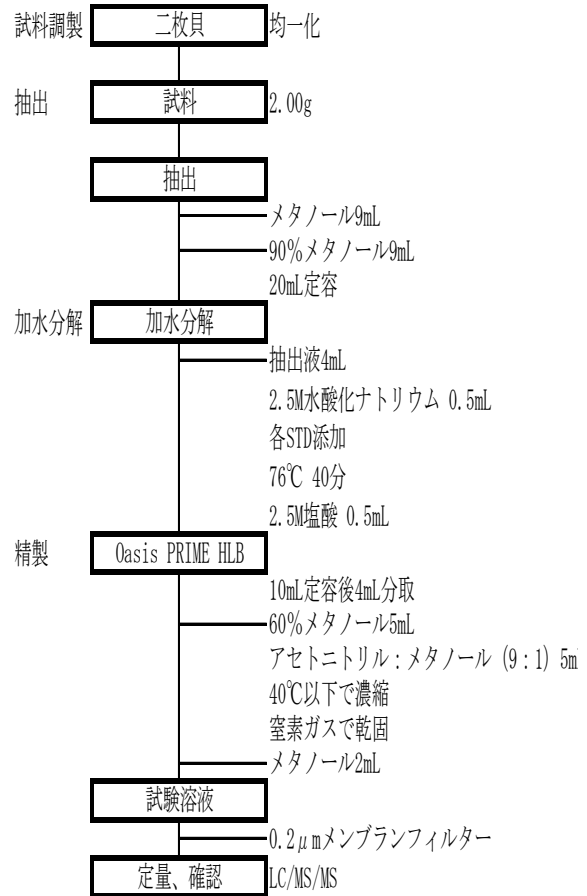 試料調製 二枚貝 均一化
抽出 試料 2.00g
抽出
メタノール9mL
90%メタノール9mL
20mL定容
加水分解 加水分解
抽出液4mL
2.5M水酸化ナトリウム 0.5mL
各STD添加
76℃ 40分
2.5M塩酸 0.5mL
精製 Oasis PRIME HLB
10mL定容後4mL分取
60%メタノール5mL
アセトニトリル：メタノール (9：1) 5m
40℃以下で濃縮
窒素ガスで乾固
メタノール2mL
試験溶液
0.2μmメンブランフィルター
定量、確認 LC/MS/MS